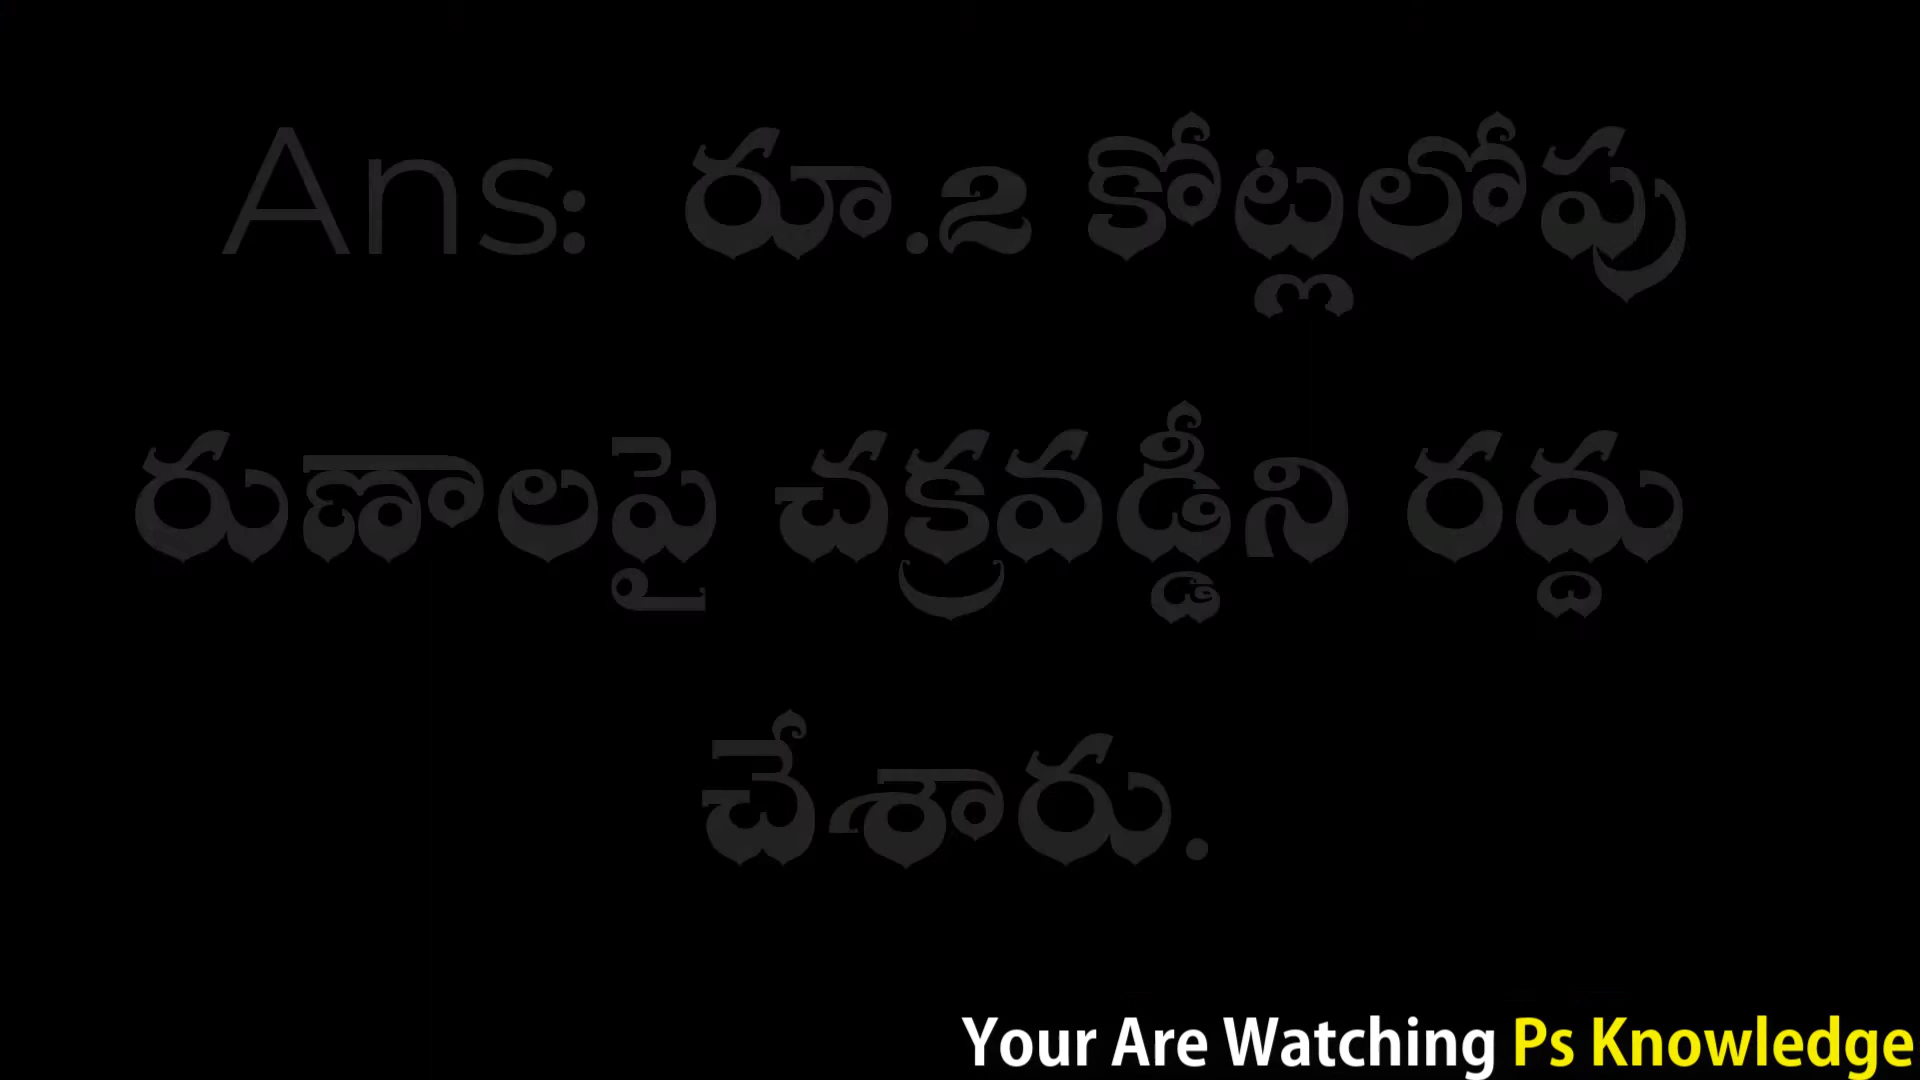 Ans: రూ.2 కోట్లలోపు
రుణాలపై చక్రవడ్డీని రద్దు
చేశారు.
Your Are Watching Ps Knowledge